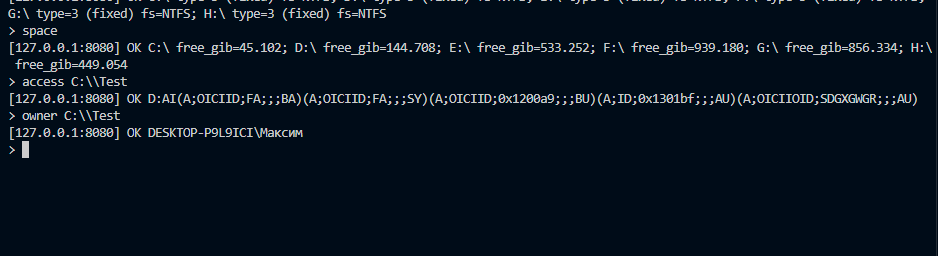 G:\ type=3 (fixed) fs=NTFS; H:\ type=3 (fixed) fs=NTFS
> space
[127.0.0.1:8080] OK C:\ free_gib=45.102; D:\ free_gib=144.708; E:\ free_gib=533.252; F:\ free_gib=939.180; G:\ free_gib=856.334; H:\
free_gib=449.054
> access C:\\Test
[127.0.0.1:8080] OK D:AI(A;OICIID;FA;;;BA)(A;OICIID;FA;;;SY)(A;OICIID;0x1200a9;;;BU)(A;ID;0x1301bf;;;AU)(A;OICIIOID;SDGXGWGR;;;AU)
> owner C:\\Test
[127.0.0.1:8080] OK DESKTOP-P9L9ICI\Максим
>